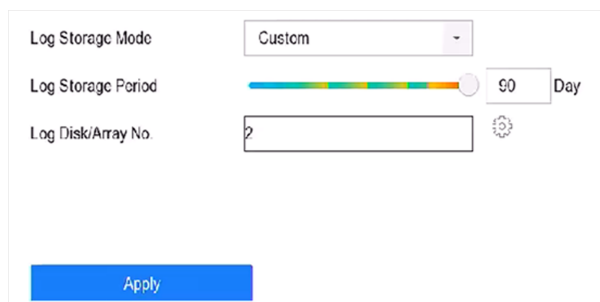 Log Storage Mode Custom
Log Storage Period 90 Day
Log Disk/Array No. 2
Apply